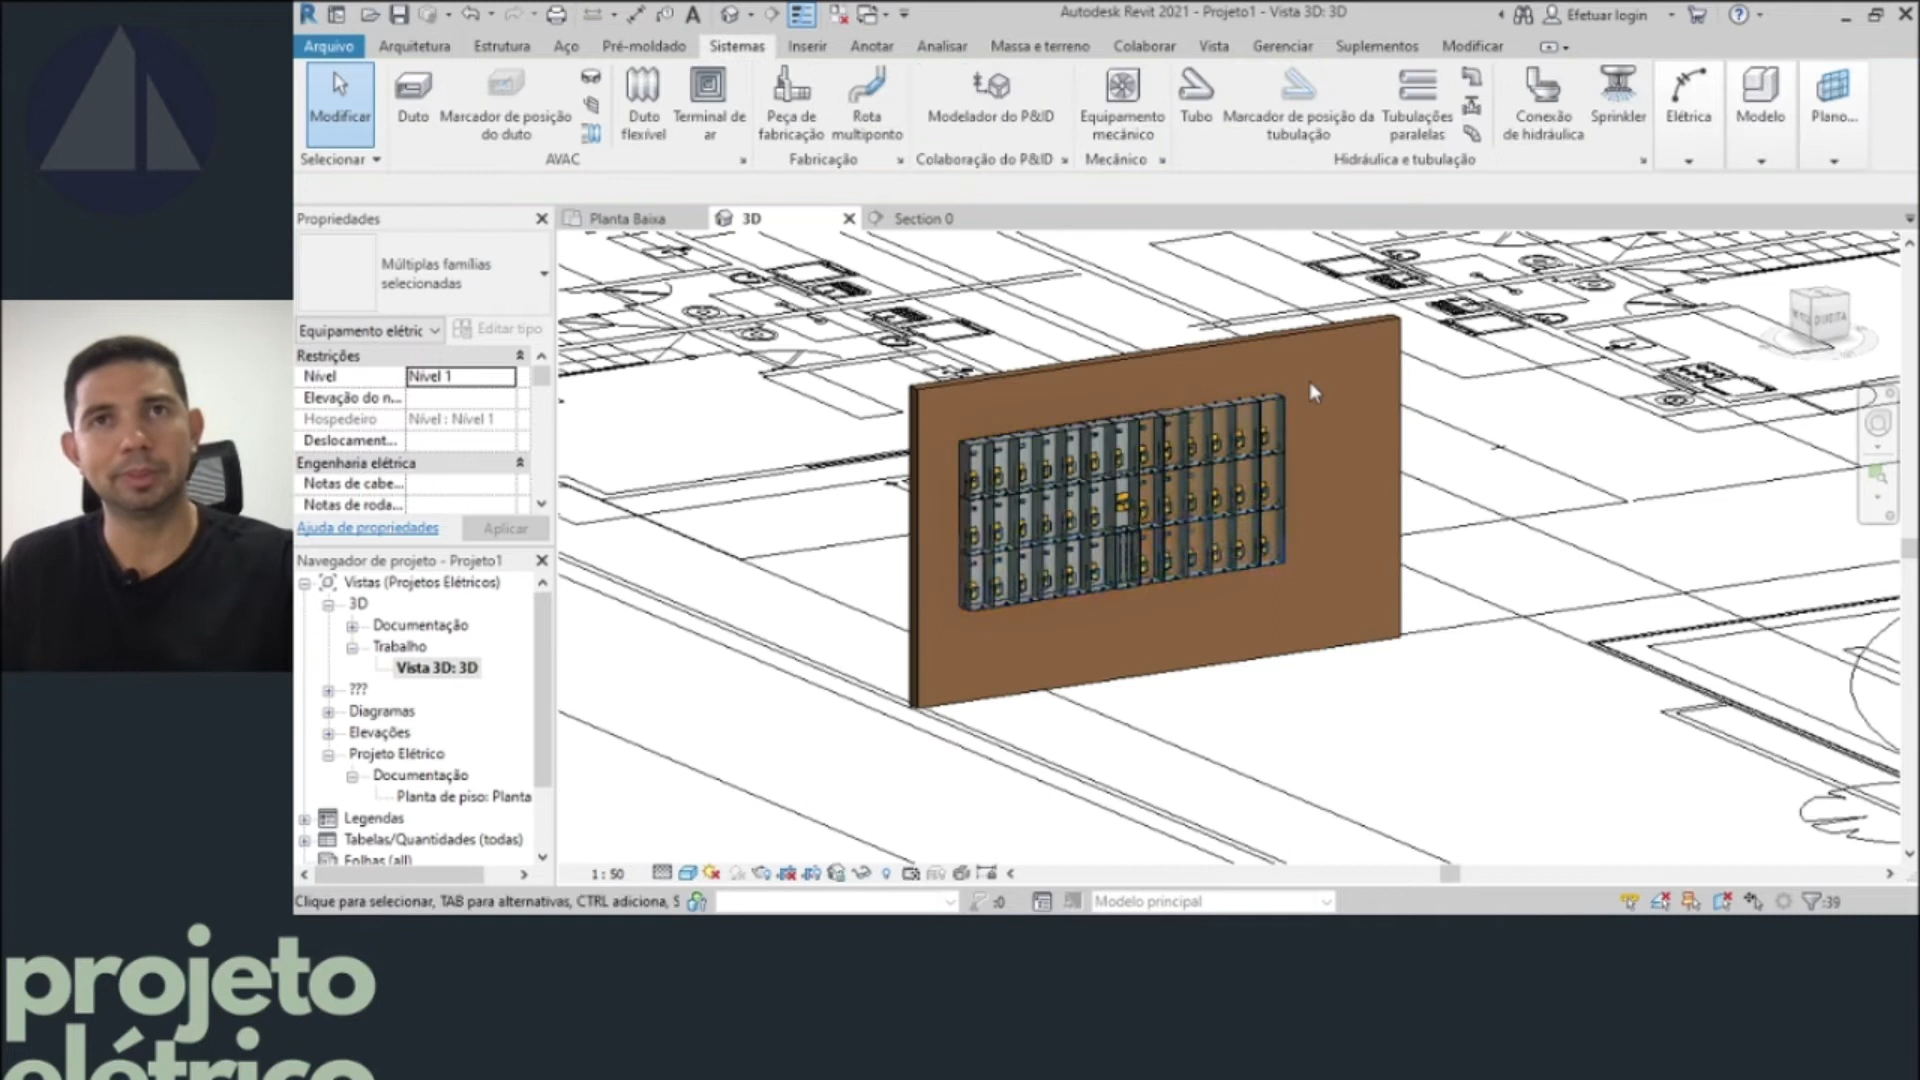 Autodesk Revit 2021 - Projeto1 - Vista 3D: 3D
Efetuar login
Arquivo Arquitetura Estrutura Aço Pré-moldado Sistemas Inserir Anotar Analisar Massa e terreno Colaborar Vista Gerenciar Suplementos Modificar
Modificar
Duto
Marcador de posição do duto
Duto flexível
Terminal de ar
Peça de fabricação
Rota multiponto
Modelador do P&ID
Equipamento mecânico
Tubo
Marcador de posição da tubulação
Tubulações paralelas
Conexão de hidráulica
Sprinkler
Elétrica
Modelo
Plano...
Selecionar AVAC Fabricação Colaboração do P&ID Mecânico Hidráulica e tubulação
Propriedades
Planta Baixa 3D Section 0
Múltiplas famílias
selecionadas
Equipamento elétric Editar tipo
Restrições
Nível Nível 1
Elevação do n...
Hospedeiro Nível : Nível 1
Deslocament...
Engenharia elétrica
Notas de cabe...
Notas de roda...
Ajuda de propriedades Aplicar
DIREITA
Navegador de projeto - Projeto1
Vistas (Projetos Elétricos)
3D
Documentação
Trabalho
Vista 3D: 3D
???
Diagramas
Elevações
Projeto Elétrico
Documentação
Planta de piso: Planta
Legendas
Tabelas/Quantidades (todas)
Folhas (all)
1 : 50
Clique para selecionar, TAB para alternativas, CTRL adiciona, S :0 Modelo principal :39
projeto
elétrico